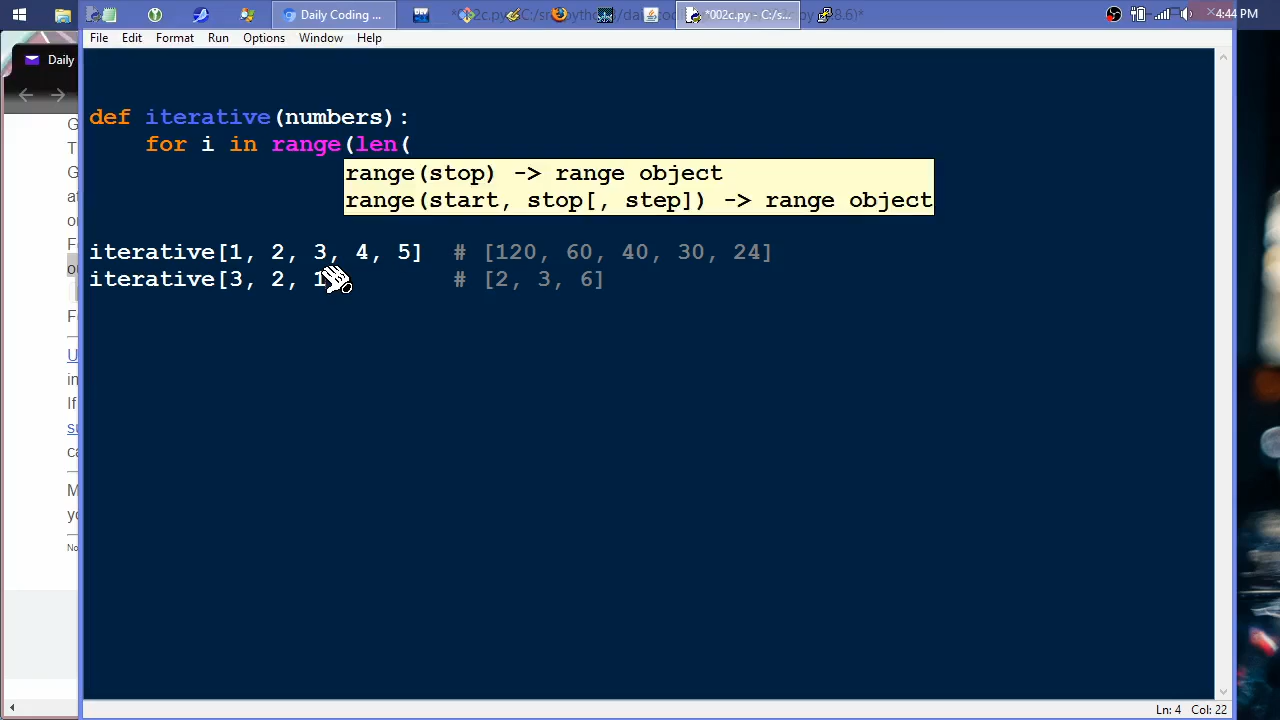 Daily Coding ...
*002c.py - C:/s...
4:44 PM
File Edit Format Run Options Window Help
Daily
def iterative(numbers):
for i in range(len(
range(stop) -> range object
range(start, stop[, step]) -> range object
iterative[1, 2, 3, 4, 5] # [120, 60, 40, 30, 24]
iterative[3, 2, 1 # [2, 3, 6]
Ln: 4 Col: 22